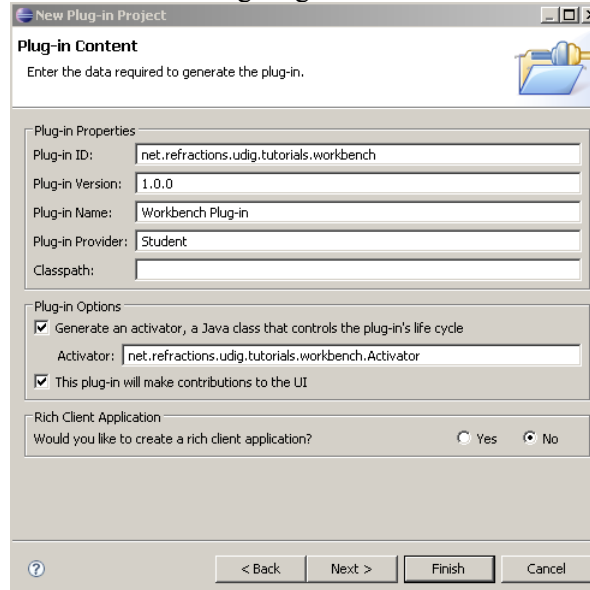 New Plug-in Project
Plug-in Content
Enter the data required to generate the plug-in.
Plug-in Properties
Plug-in ID: net.refractions.udig.tutorials.workbench
Plug-in Version: 1.0.0
Plug-in Name: Workbench Plug-in
Plug-in Provider: Student
Classpath:
Plug-in Options
Generate an activator, a Java class that controls the plug-in's life cycle
Activator: net.refractions.udig.tutorials.workbench.Activator
This plug-in will make contributions to the UI
Rich Client Application
Would you like to create a rich client application? Yes No
? < Back Next > Finish Cancel